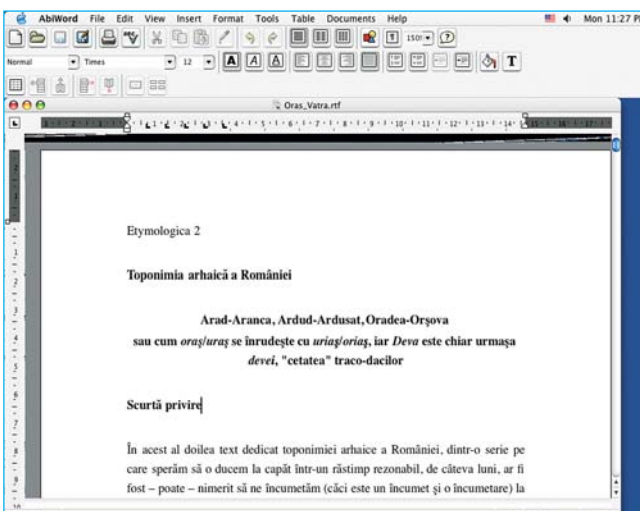 AbiWord File Edit View Insert Format Tools Table Documents Help Mon 11:27 P
Normal Times 12 A A A T
Oras_Vatra.rtf
Etymologica 2
Toponimia arhaică a României
Arad-Aranca, Ardud-Ardusat, Oradea-Orşova
sau cum oraş/uraş se înrudeşte cu uriaş/oriaş, iar Deva este chiar urmaşa
devei, "cetatea" traco-dacilor
Scurtă privire
În acest al doilea text dedicat toponimiei arhaice a României, dintr-o serie pe
care sperăm să o ducem la capăt într-un răstimp rezonabil, de câteva luni, ar fi
fost – poate – nimerit să ne încumetăm (căci este un încumet şi o încumetare) la